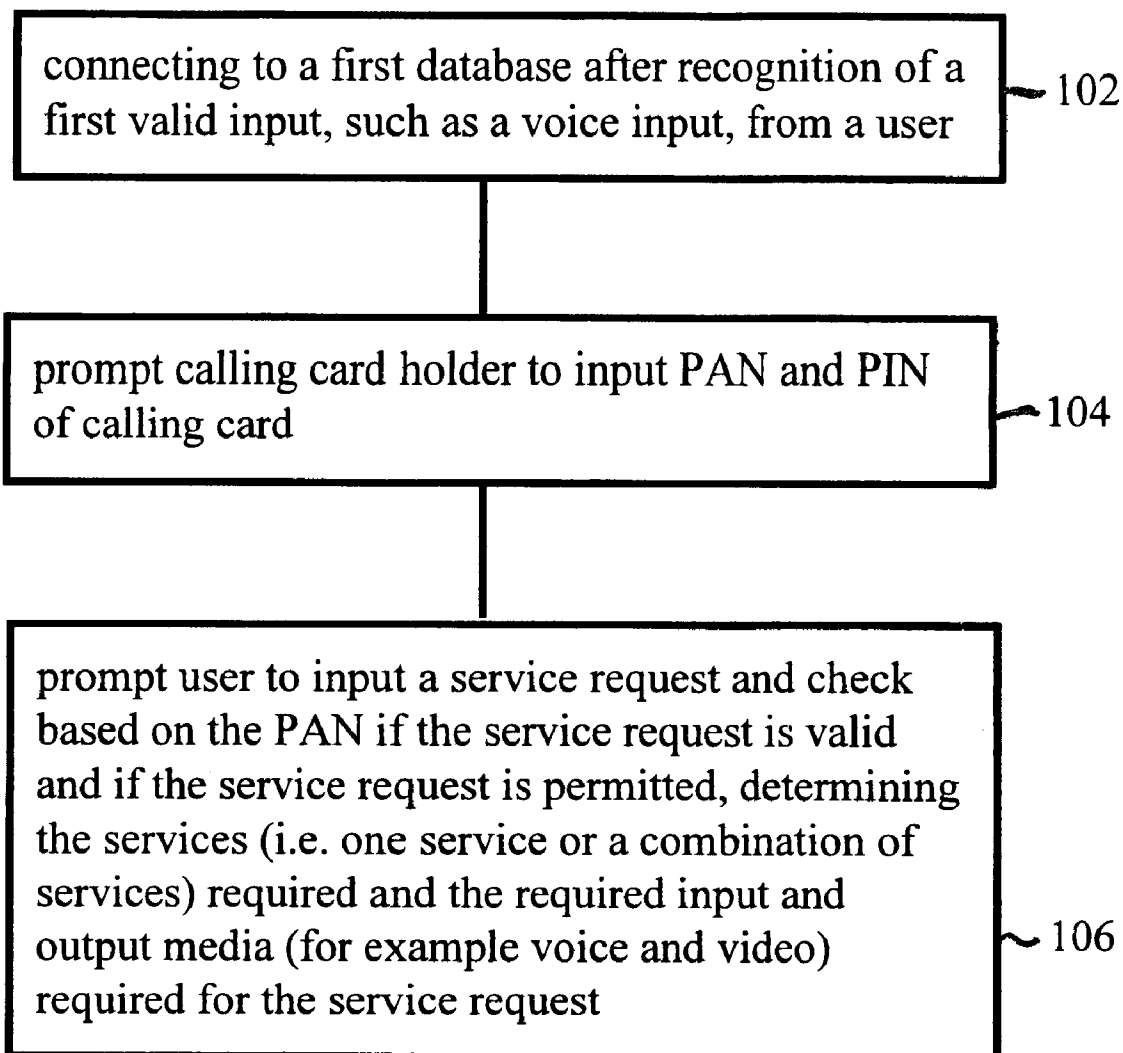 connecting to a first database after recognition of a
first valid input, such as a voice input, from a user
102
prompt calling card holder to input PAN and PIN
of calling card
104
prompt user to input a service request and check
based on the PAN if the service request is valid
and if the service request is permitted, determining
the services (i.e. one service or a combination of
services) required and the required input and
output media (for example voice and video)
required for the service request
106